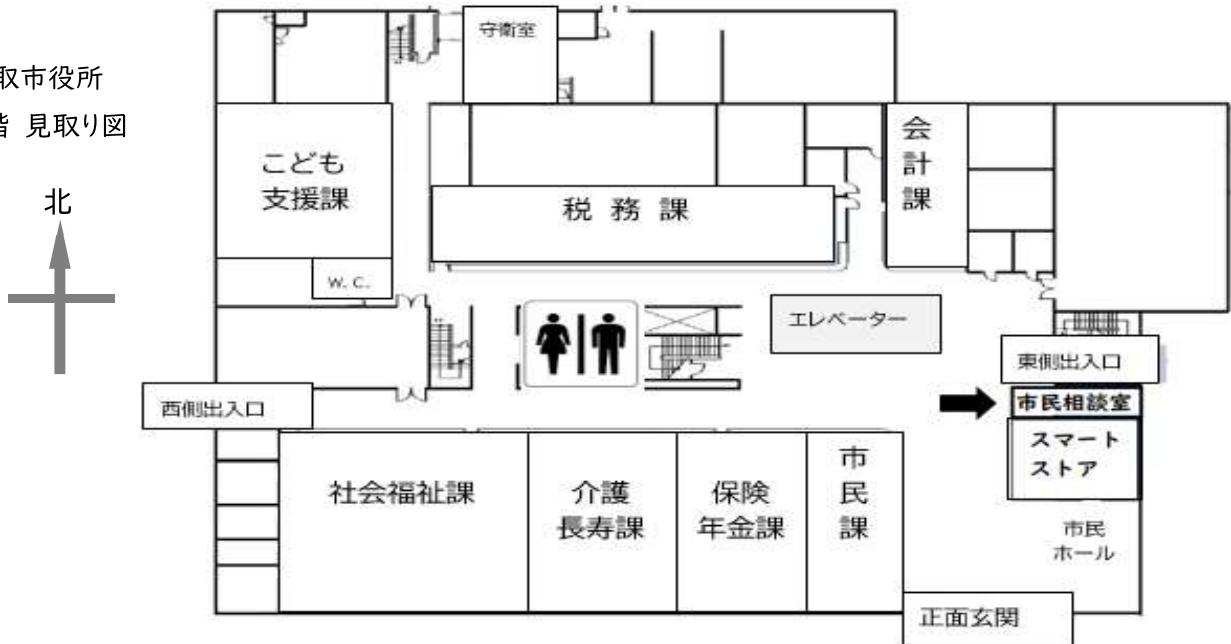 取市役所
階 見取り図
北
守衛室
こども
支援課
税務課
会計課
W.C.
エレベーター
東側出入口
西側出入口
市民相談室
スマート
ストア
社会福祉課
介護
長寿課
保険
年金課
市民課
市民
ホール
正面玄関